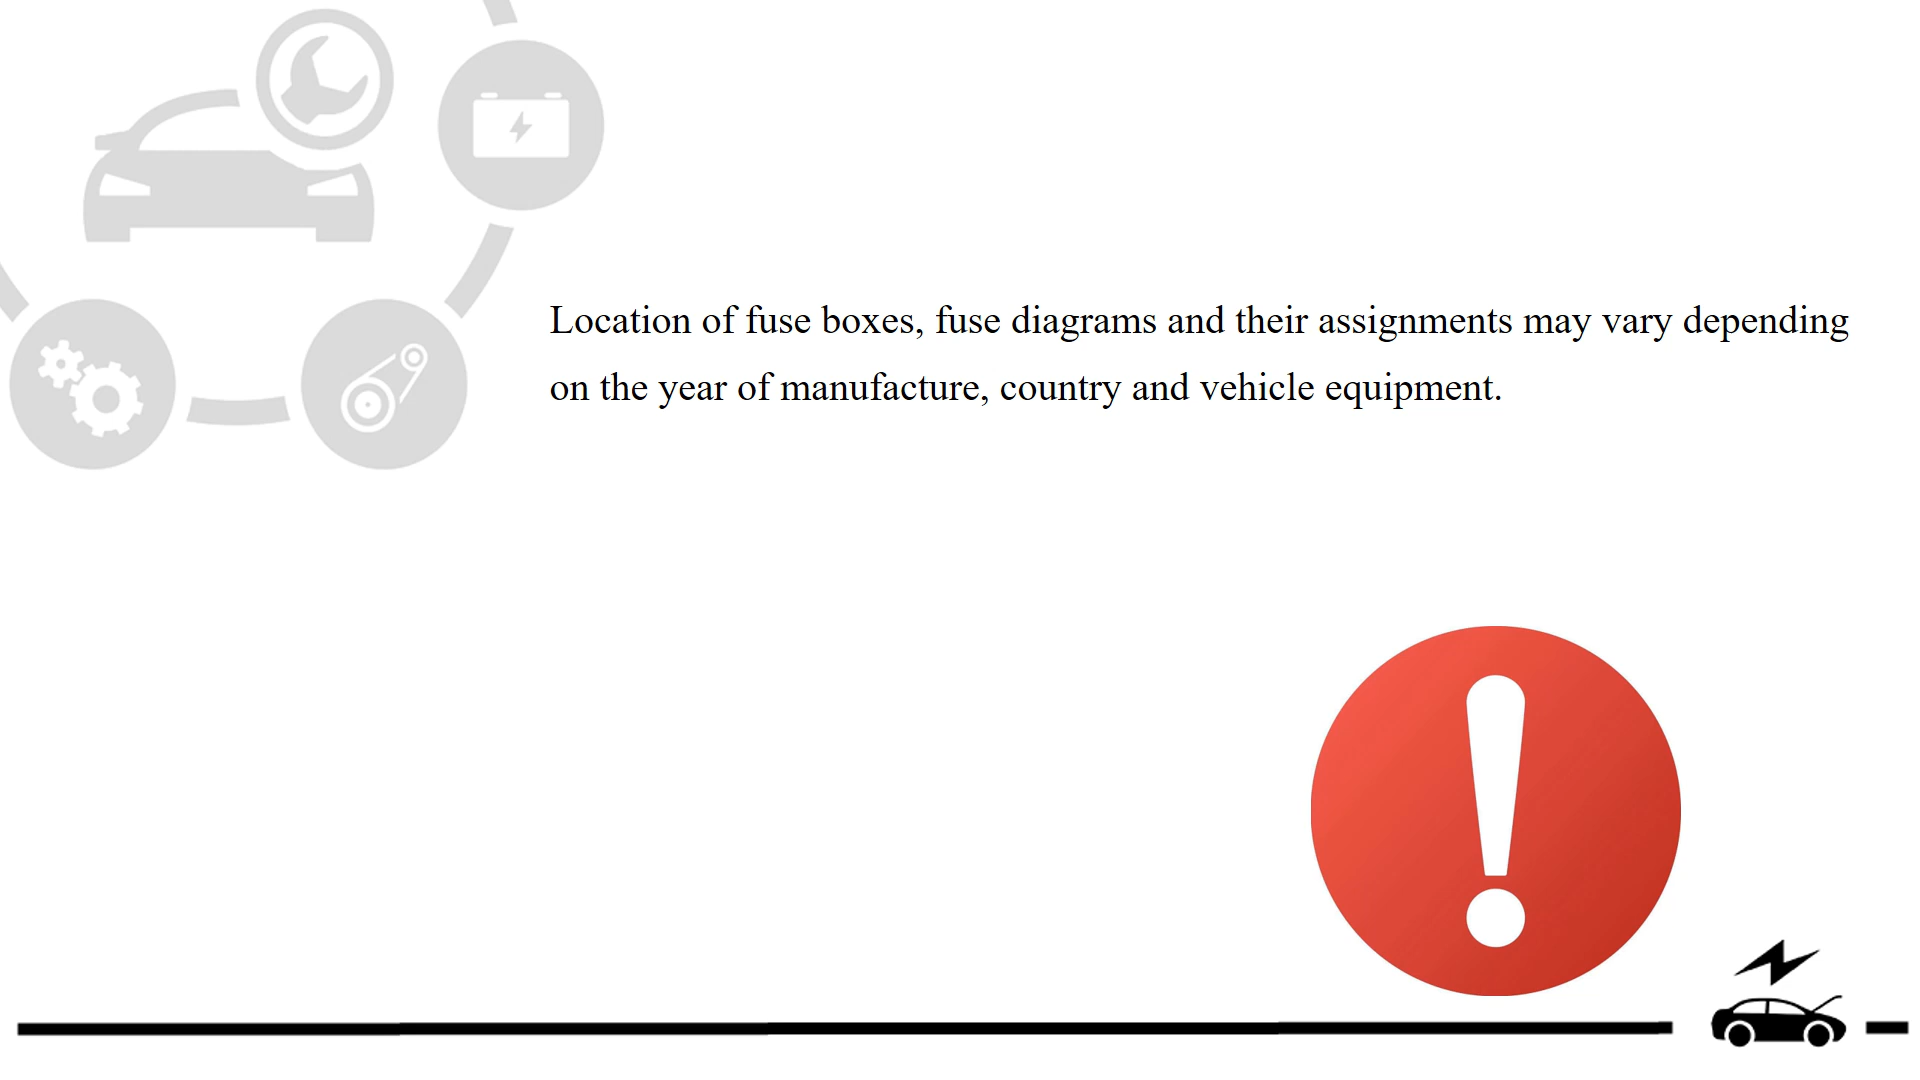 Location of fuse boxes, fuse diagrams and their assignments may vary depending
on the year of manufacture, country and vehicle equipment.